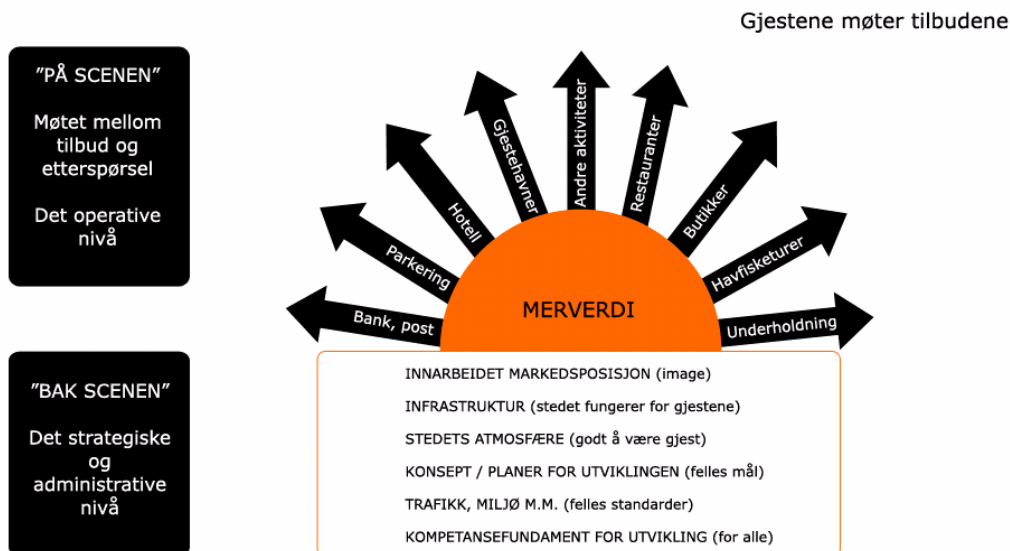 Gjestene møter tilbudene
"PÅ SCENEN"
Møtet mellom
tilbud og
etterspørsel
Det operative
nivå
Bank, post
Parkering
Hotell
Gjestehavner
Andre aktiviteter
Restauranter
Butikker
Havfisketurer
Underholdning
MERVERDI
"BAK SCENEN"
Det strategiske
og
administrative
nivå
INNARBEIDET MARKEDSPOSISJON (image)
INFRASTRUKTUR (stedet fungerer for gjestene)
STEDETS ATMOSFÆRE (godt å være gjest)
KONSEPT / PLANER FOR UTVIKLINGEN (felles mål)
TRAFIKK, MILJØ M.M. (felles standarder)
KOMPETANSEFUNDAMENT FOR UTVIKLING (for alle)